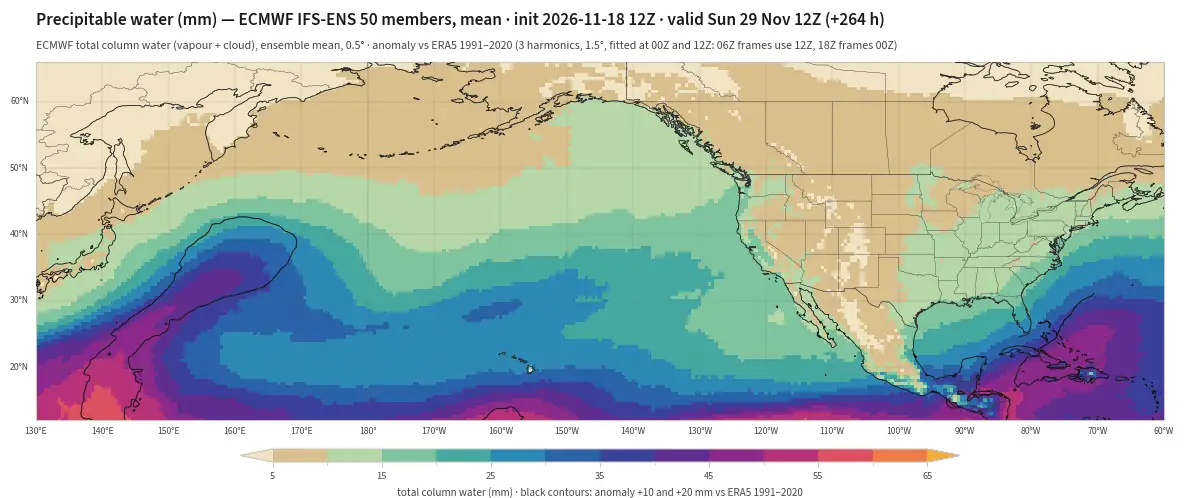 Precipitable water (mm) — ECMWF IFS-ENS 50 members, mean · init 2026-11-18 12Z · valid Sun 29 Nov 12Z (+264 h)
ECMWF total column water (vapour + cloud), ensemble mean, 0.5° · anomaly vs ERA5 1991–2020 (3 harmonics, 1.5°, fitted at 00Z and 12Z: 06Z frames use 12Z, 18Z frames 00Z)
60°N
50°N
40°N
30°N
20°N
130°E 140°E 150°E 160°E 170°E 180° 170°W 160°W 150°W 140°W 130°W 120°W 110°W 100°W 90°W 80°W 70°W 60°W
5 15 25 35 45 55 65
total column water (mm) · black contours: anomaly +10 and +20 mm vs ERA5 1991–2020